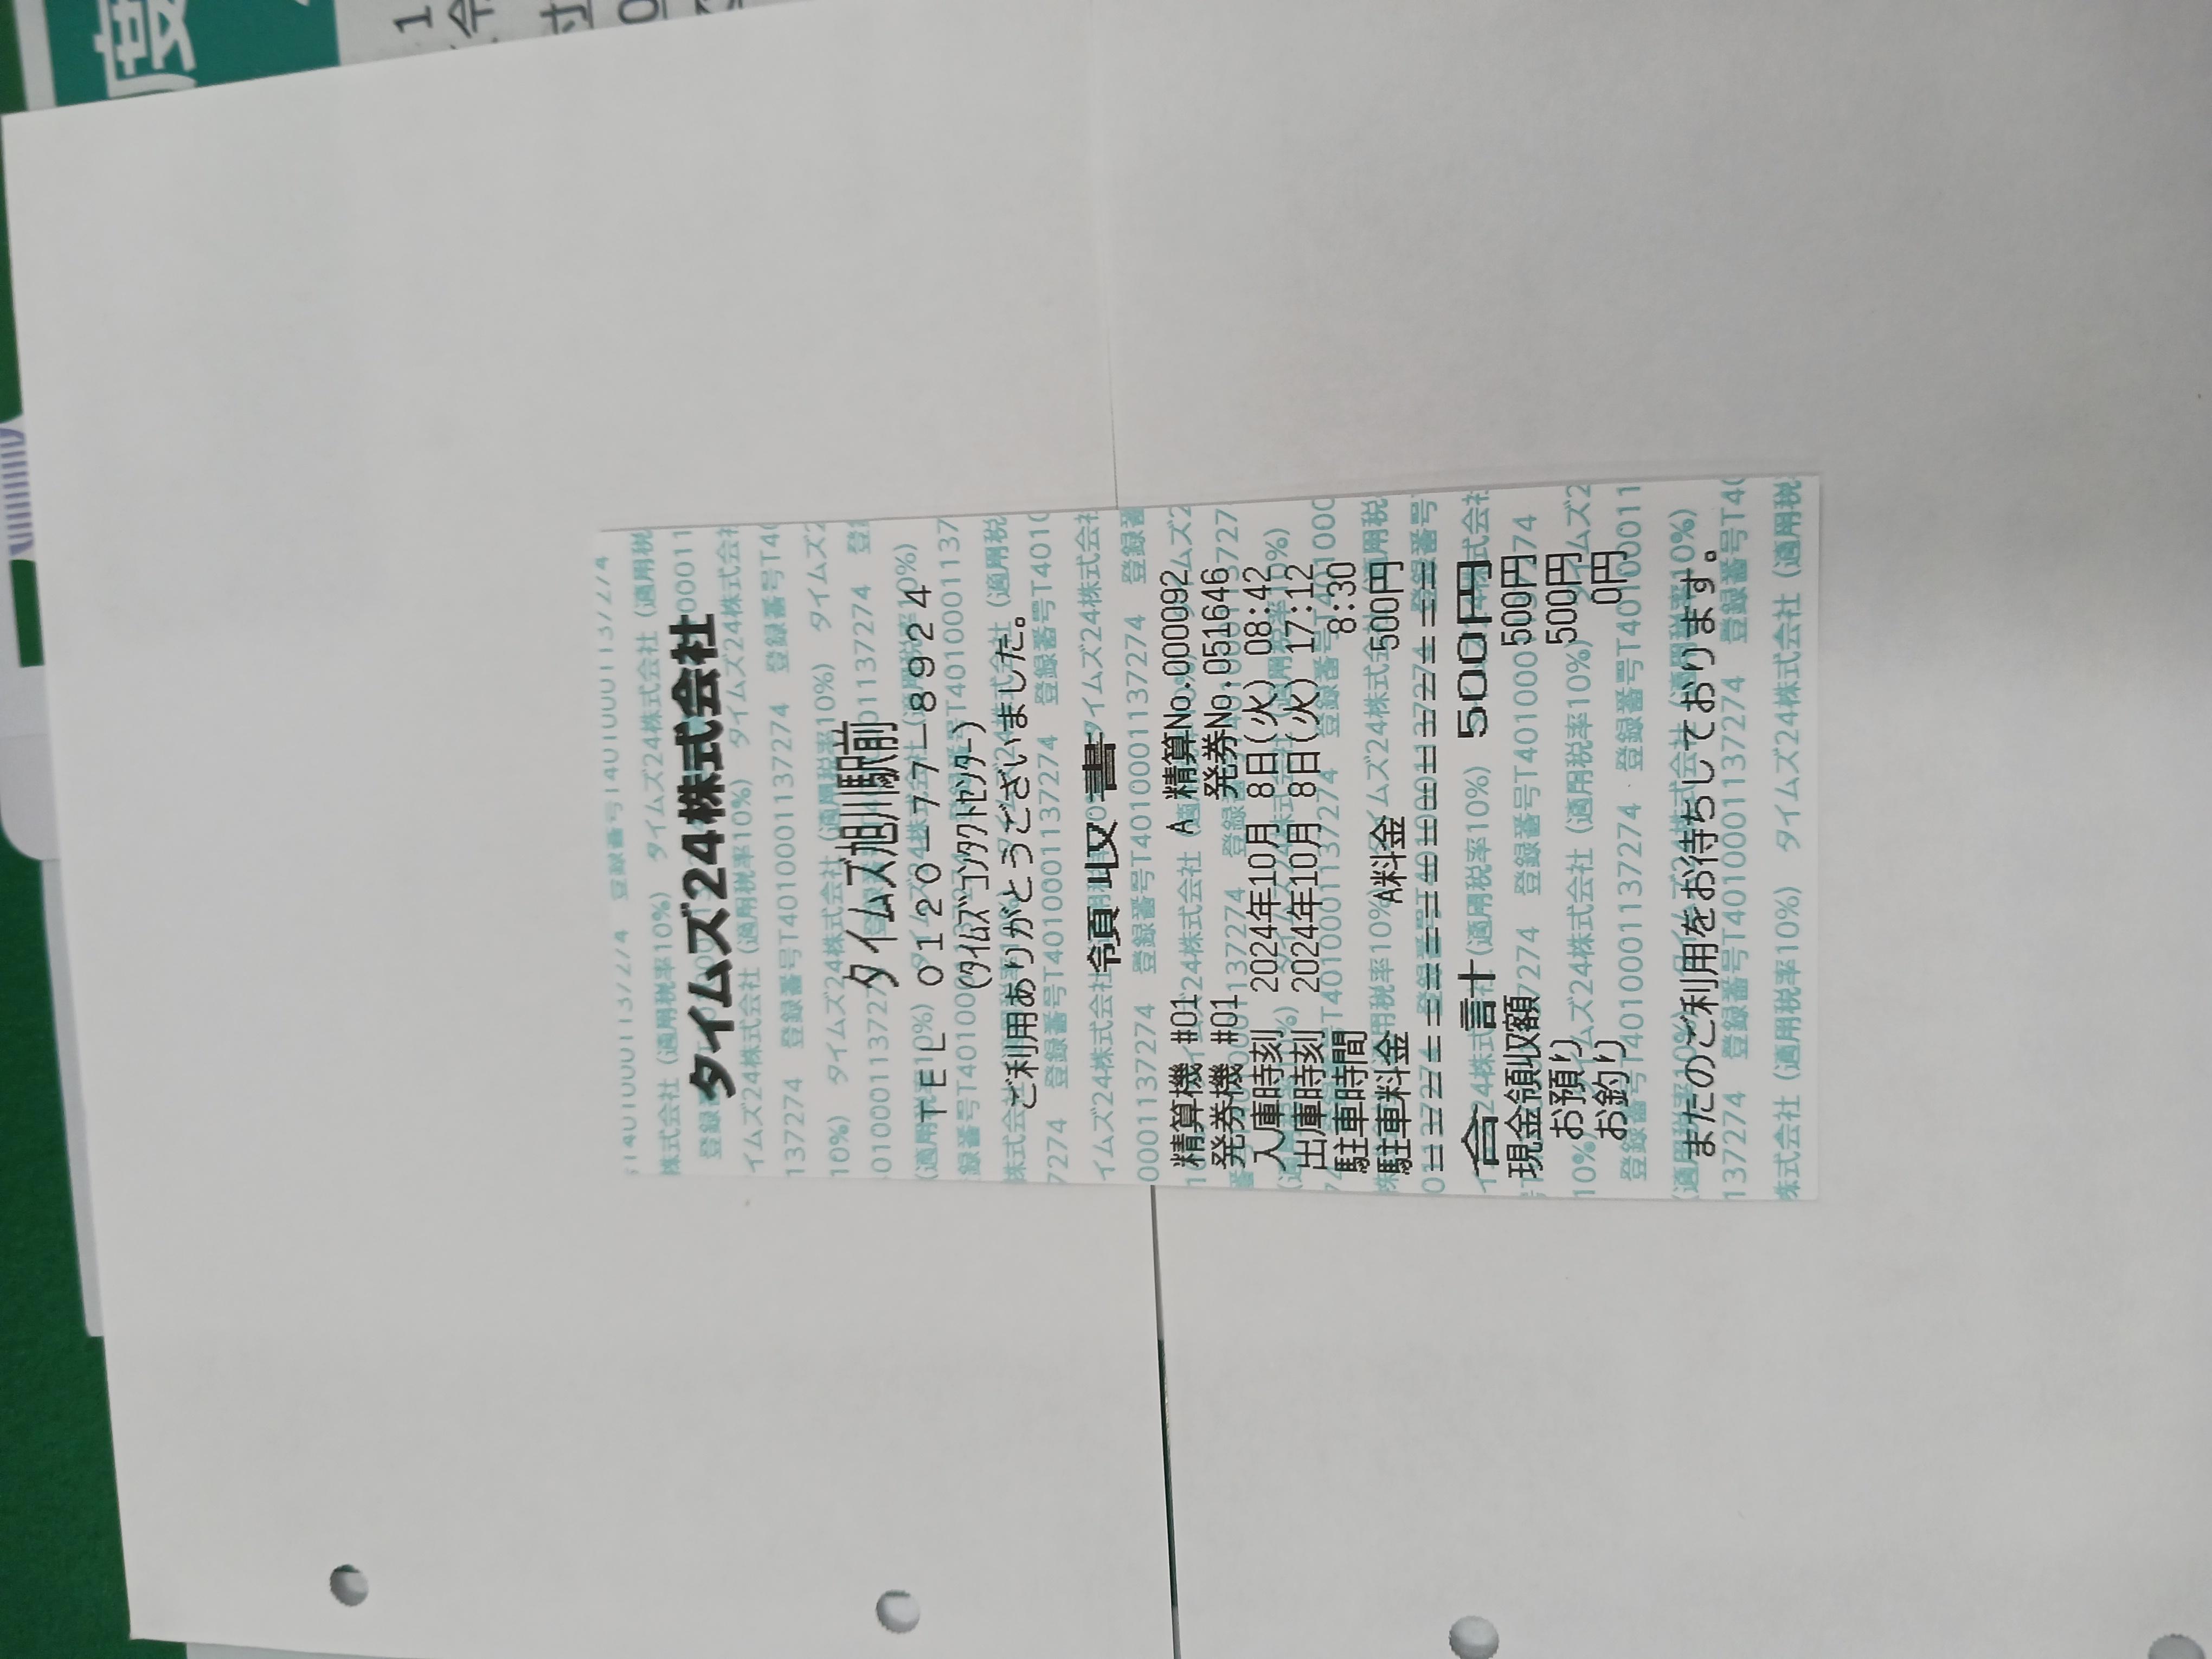 タイムズ24株式会社
タイムズ旭川駅前
TEL 0120-77-8924
(タイムズコンタクトセンター)
ご利用ありがとうございました。
領収書
精算機 #01 A 精算No.000092
発券機 #01 発券No.051646
入庫時刻 2024年10月 8日(火) 08:42
出庫時刻 2024年10月 8日(火) 17:12
駐車時間 8:30
駐車料金 A料金 500円
==========================
合計 500円
現金領収額 500円
お預り 500円
お釣り 0円
またのご利用をお待ちしております。
タイムズ24株式会社 (適用税率10%) 登録番号T4010001137274